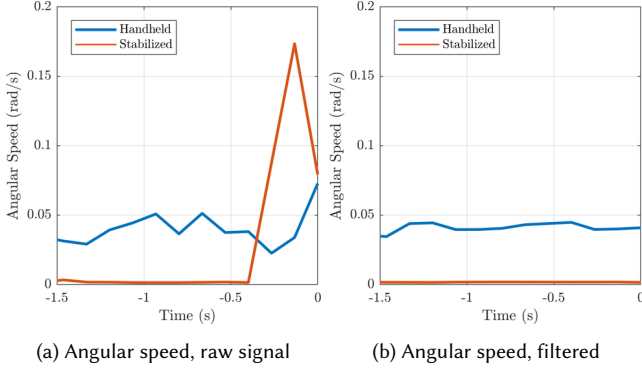 0.2
Handheld
Stabilized
0.15
0.1
0.05
0
-1.5 -1 -0.5 0
Angular Speed (rad/s)
Time (s)
(a) Angular speed, raw signal
0.2
Handheld
Stabilized
0.15
0.1
0.05
0
-1.5 -1 -0.5 0
Angular Speed (rad/s)
Time (s)
(b) Angular speed, filtered